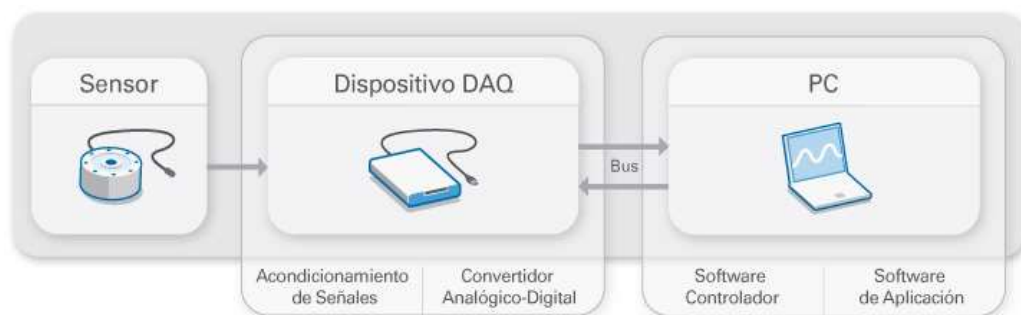 Sensor
Dispositivo DAQ
PC
Bus
Acondicionamiento
de Señales
Convertidor
Analógico-Digital
Software
Controlador
Software
de Aplicación